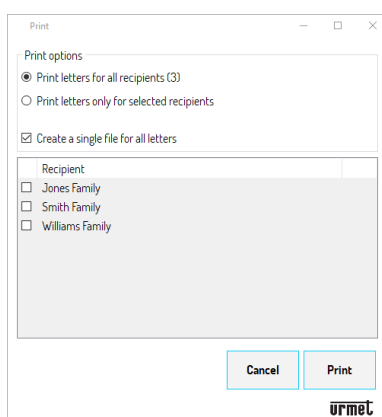 Print
Print options
Print letters for all recipients (3)
Print letters only for selected recipients
Create a single file for all letters
Recipient
Jones Family
Smith Family
Williams Family
Cancel Print
urmet